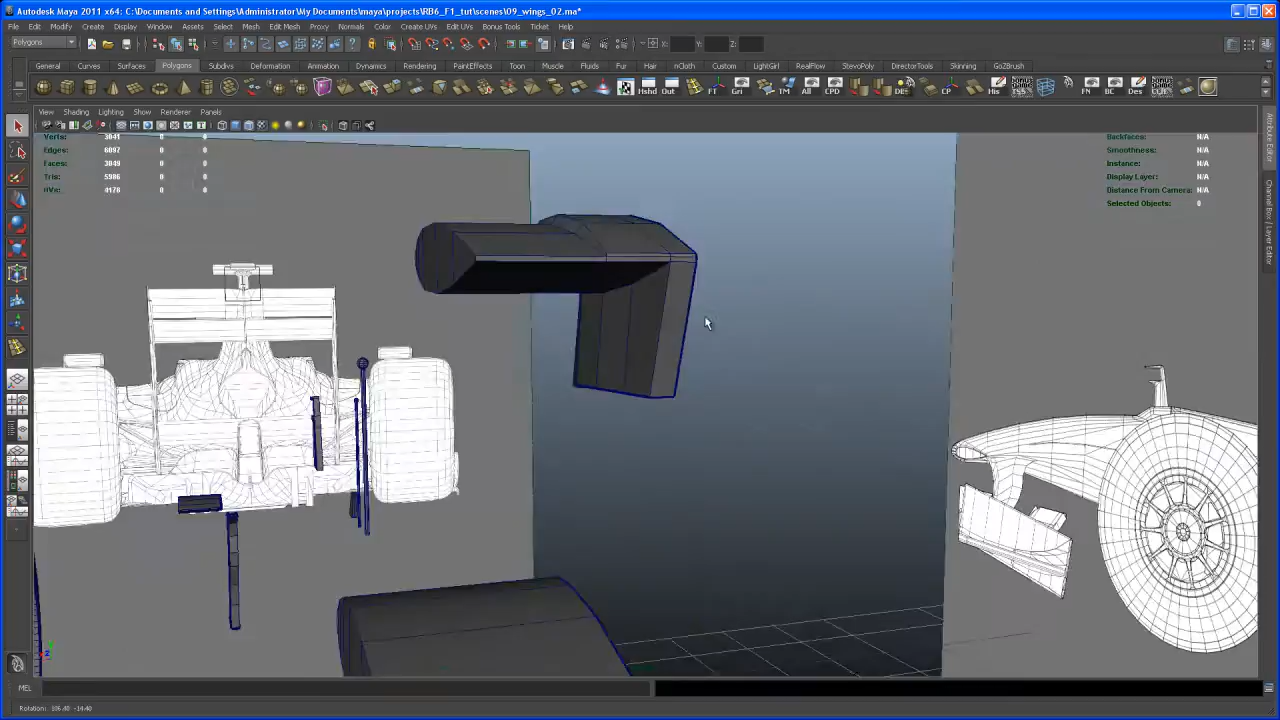 Autodesk Maya 2011 x64: C:\Documents and Settings\Administrator\My Documents\maya\projects\RB6_F1_tut\scenes\09_wings_02.ma*
File Edit Modify Create Display Window Assets Select Mesh Edit Mesh Proxy Normals Color Create UVs Edit UVs Bonus Tools Ticket Help
Polygons X: Y: Z:
General Curves Surfaces Polygons Subdivs Deformation Animation Dynamics Rendering PaintEffects Toon Muscle Fluids Fur Hair nCloth Custom LightGirl RealFlow StevoPoly DirectorTools Skinning GoZBrush
Hshd Out FT Grt TM All CPD CP His FN BC Des
View Shading Lighting Show Renderer Panels
Verts: 3041 0 0
Edges: 6097 0 0
Faces: 3049 0 0
Tris: 5986 0 0
UVs: 4178 0 0
Backfaces: N/A
Smoothness: N/A
Instance: N/A
Display Layer: N/A
Distance From Camera: N/A
Selected Objects: 0
Attribute Editor
Channel Box / Layer Editor
MEL